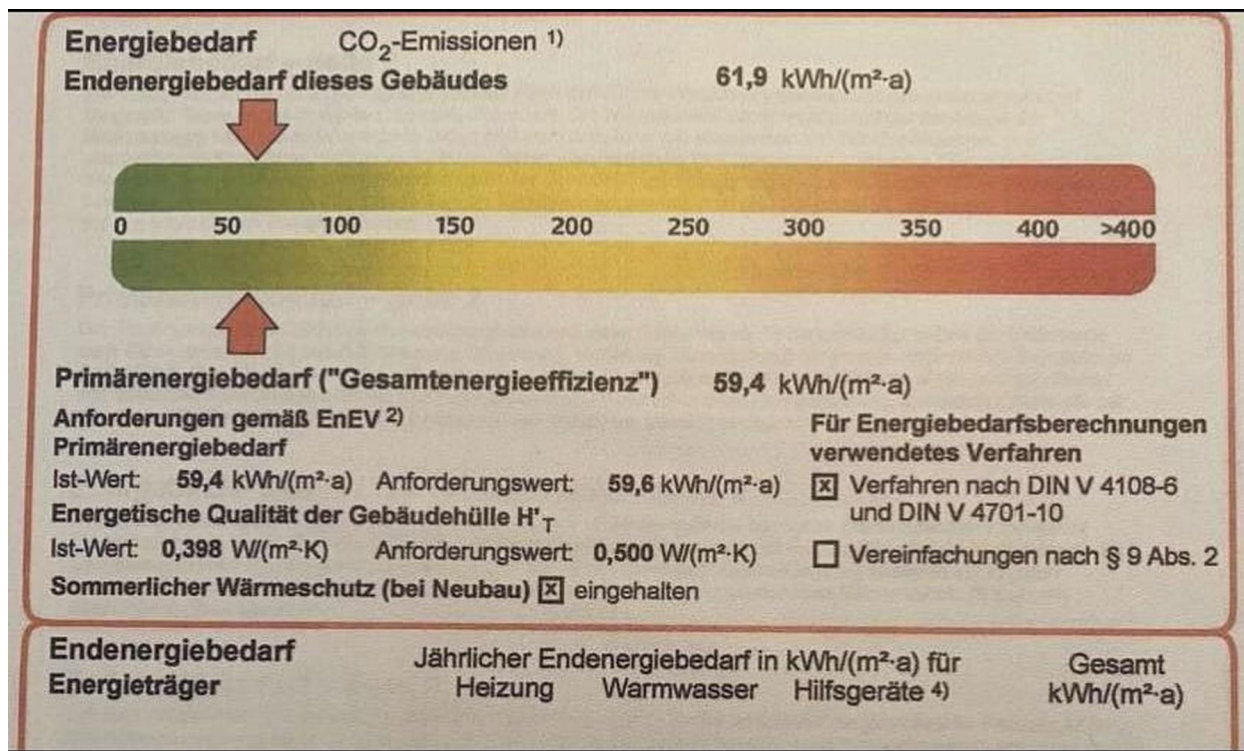 Energiebedarf CO₂-Emissionen 1)
Endenergiebedarf dieses Gebäudes 61,9 kWh/(m²·a)
0 50 100 150 200 250 300 350 400 >400
Primärenergiebedarf ("Gesamtenergieeffizienz") 59,4 kWh/(m²·a)
Anforderungen gemäß EnEV 2)
Primärenergiebedarf
Ist-Wert: 59,4 kWh/(m²·a) Anforderungswert: 59,6 kWh/(m²·a)
Energetische Qualität der Gebäudehülle H'T
Ist-Wert: 0,398 W/(m²·K) Anforderungswert: 0,500 W/(m²·K)
Sommerlicher Wärmeschutz (bei Neubau) ☒ eingehalten
Für Energiebedarfsberechnungen
verwendetes Verfahren
☒ Verfahren nach DIN V 4108-6
und DIN V 4701-10
☐ Vereinfachungen nach § 9 Abs. 2
Endenergiebedarf
Energieträger
Jährlicher Endenergiebedarf in kWh/(m²·a) für
Heizung Warmwasser Hilfsgeräte 4)
Gesamt
kWh/(m²·a)